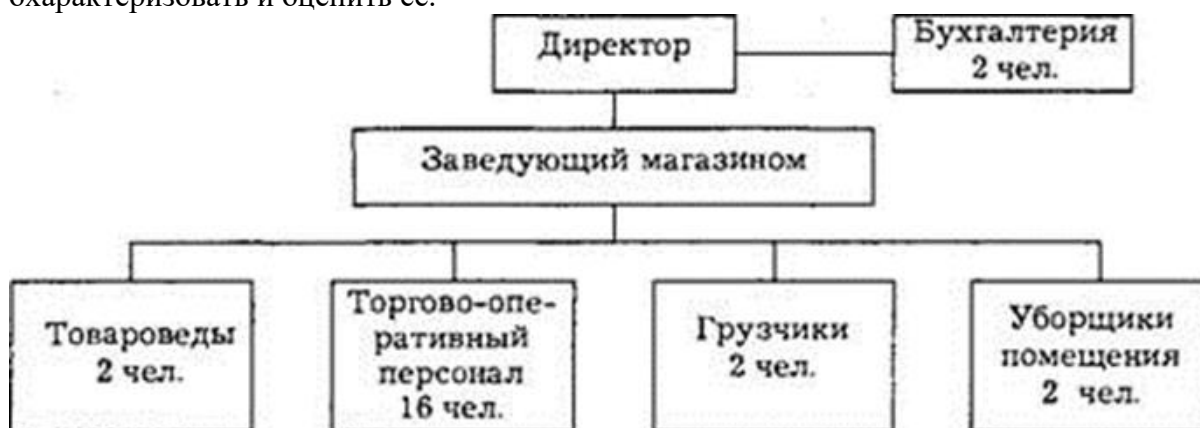 охарактеризовать и оценить ее.
Директор
Бухгалтерия
2 чел.
Заведующий магазином
Товароведы
2 чел.
Торгово-опе-
ративный
персонал
16 чел.
Грузчики
2 чел.
Уборщики
помещения
2 чел.